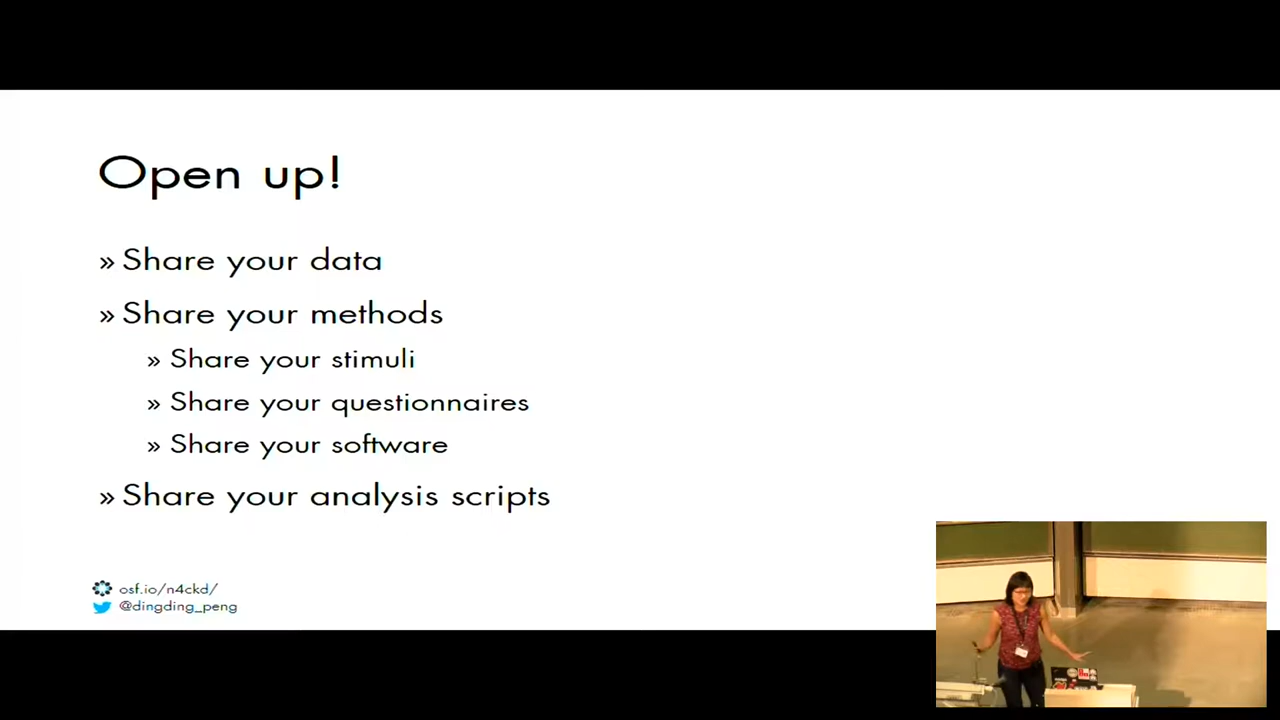 Open up!
» Share your data
» Share your methods
» Share your stimuli
» Share your questionnaires
» Share your software
» Share your analysis scripts
osf.io/n4ckd/
@dingding_peng